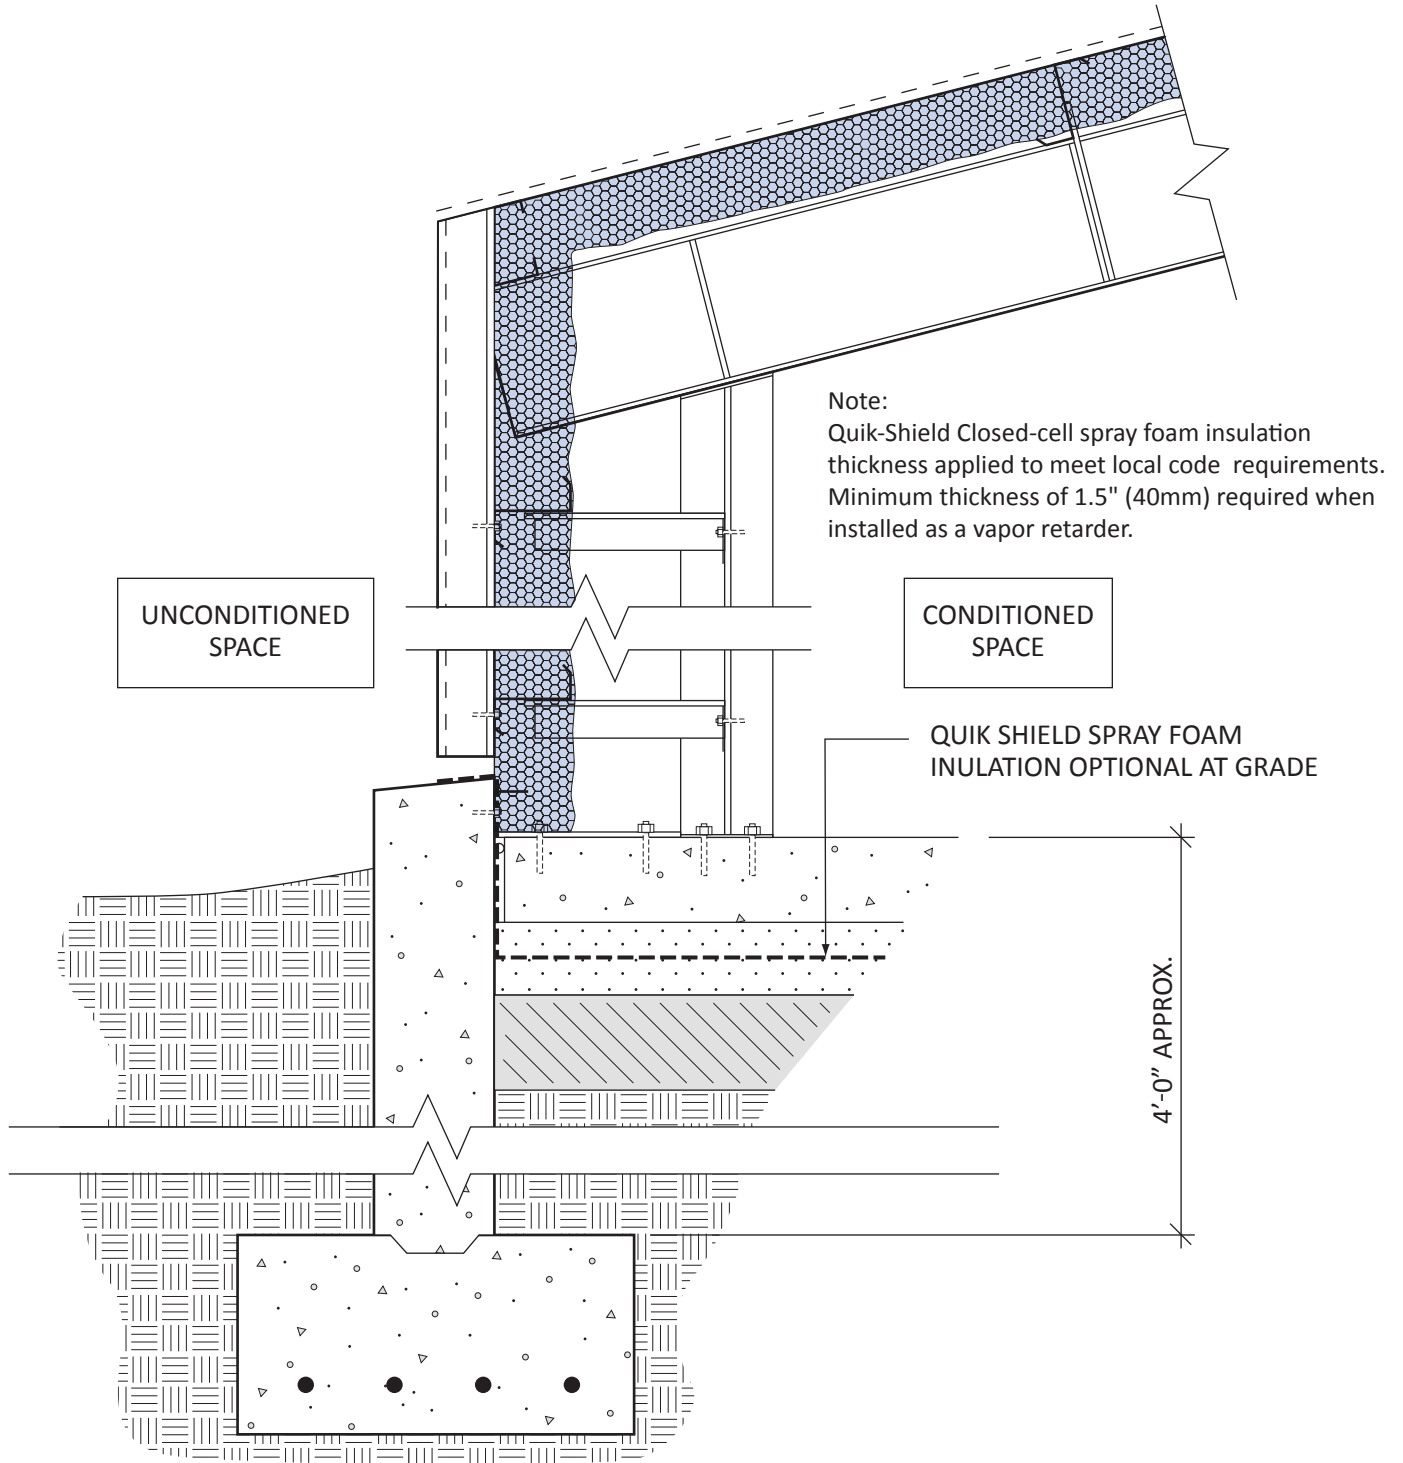 Note:
Quik-Shield Closed-cell spray foam insulation
thickness applied to meet local code requirements.
Minimum thickness of 1.5" (40mm) required when
installed as a vapor retarder.
UNCONDITIONED
SPACE
CONDITIONED
SPACE
QUIK SHIELD SPRAY FOAM
INULATION OPTIONAL AT GRADE
4'-0” APPROX.